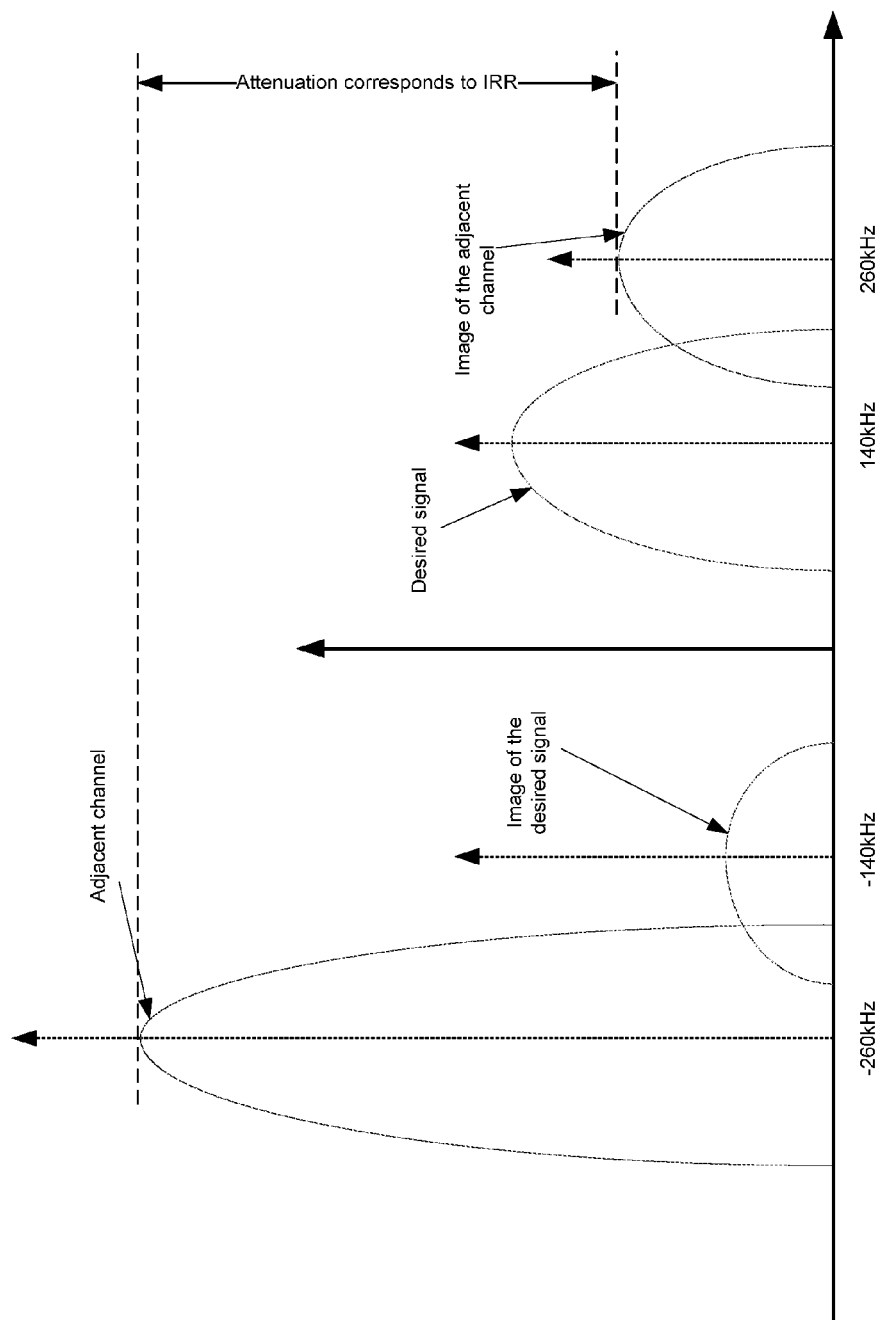 Attenuation corresponds to IRR
Image of the adjacent
channel
Desired signal
Image of the
desired signal
Adjacent channel
-260kHz
-140kHz
140kHz
260kHz